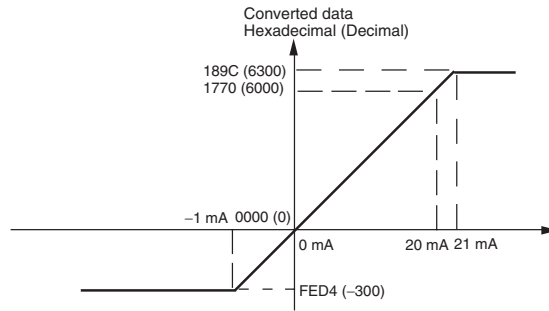 Converted data
Hexadecimal (Decimal)
189C (6300)
1770 (6000)
−1 mA 0000 (0)
0 mA
20 mA 21 mA
FED4 (−300)